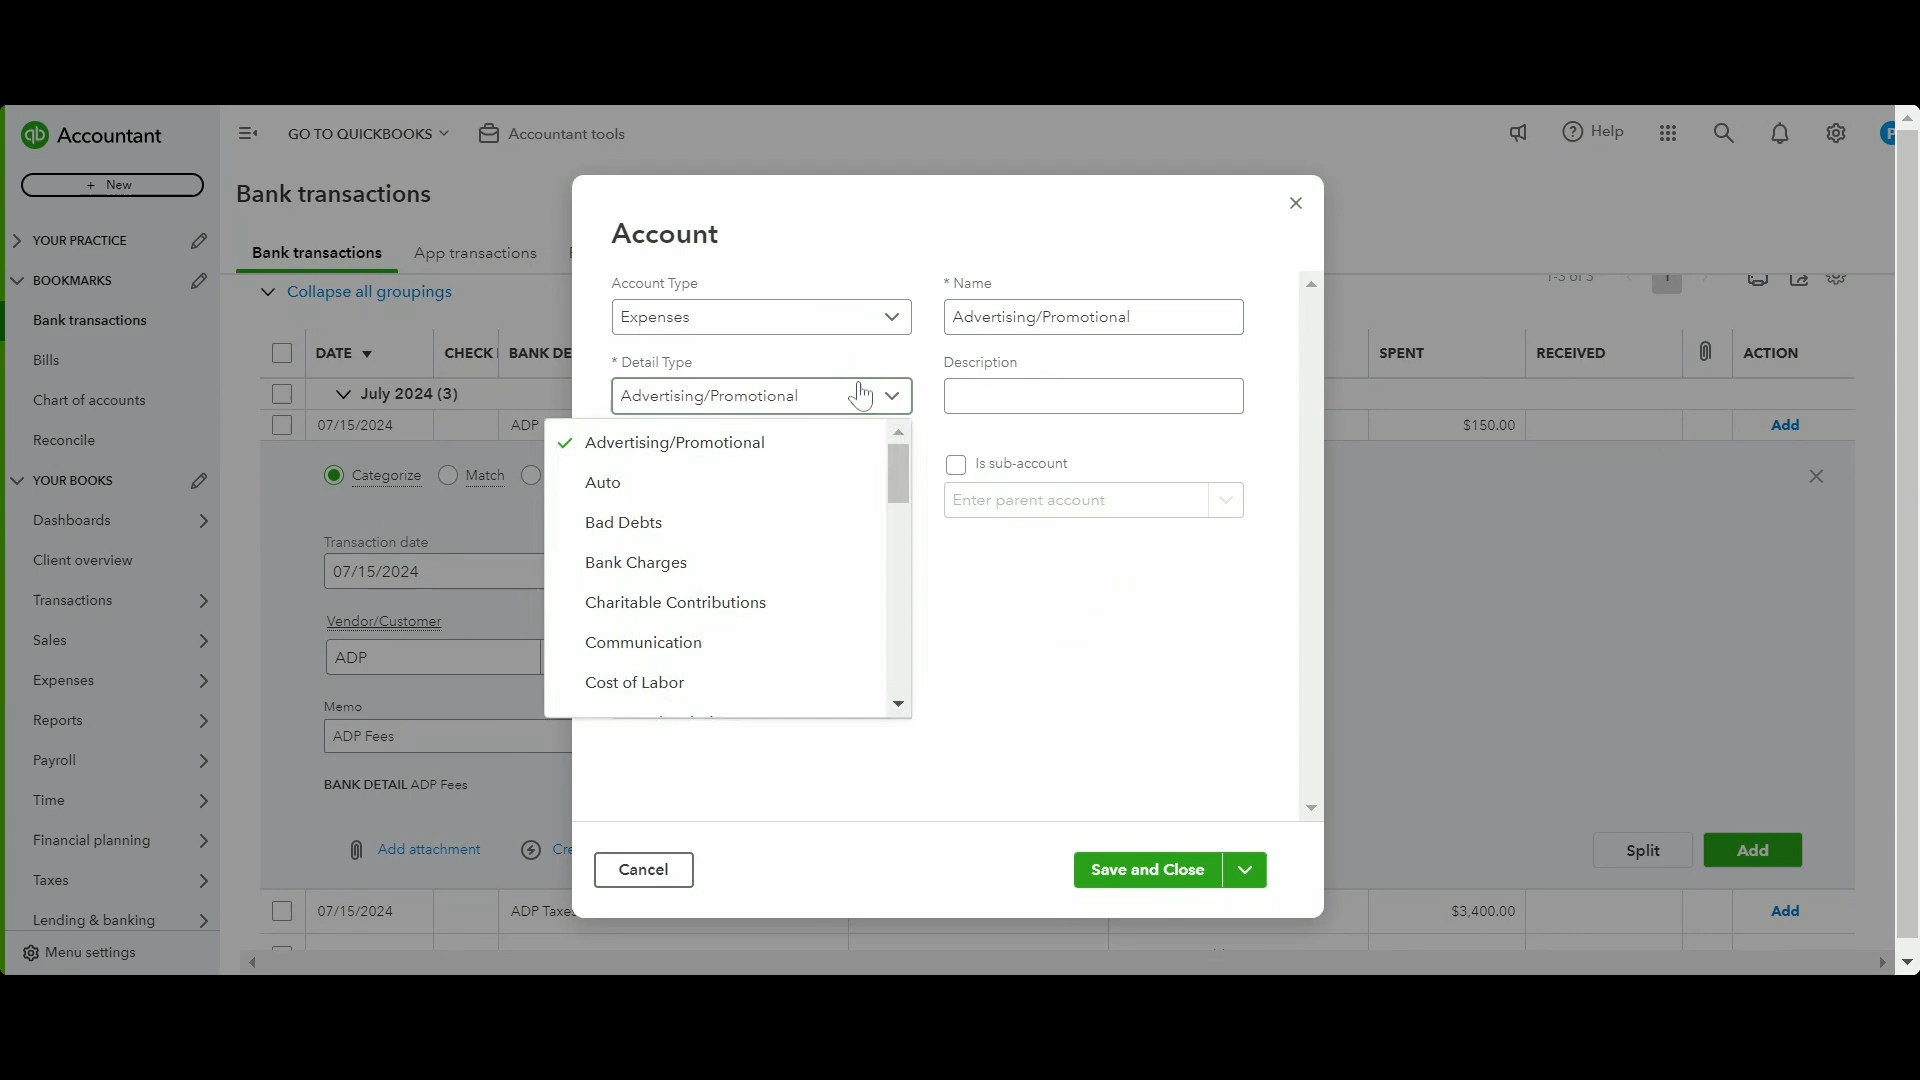 qb Accountant
GO TO QUICKBOOKS
Accountant tools
Help
P
+ New
Bank transactions
Bank transactions
App transactions
YOUR PRACTICE
BOOKMARKS
Bank transactions
Bills
Chart of accounts
Reconcile
YOUR BOOKS
Dashboards
Client overview
Transactions
Sales
Expenses
Reports
Payroll
Time
Financial planning
Taxes
Lending & banking
Menu settings
Collapse all groupings
DATE
CHECK
BANK DE
SPENT
RECEIVED
ACTION
July 2024 (3)
07/15/2024
ADP
$150.00
Add
Categorize
Match
Transaction date
07/15/2024
Vendor/Customer
ADP
Memo
ADP Fees
BANK DETAIL ADP Fees
Add attachment
Cre
Split
Add
07/15/2024
ADP Taxe
$3,400.00
Add
Account
Account Type
Expenses
* Name
Advertising/Promotional
* Detail Type
Advertising/Promotional
Description
Advertising/Promotional
Auto
Bad Debts
Bank Charges
Charitable Contributions
Communication
Cost of Labor
Is sub-account
Enter parent account
Cancel
Save and Close